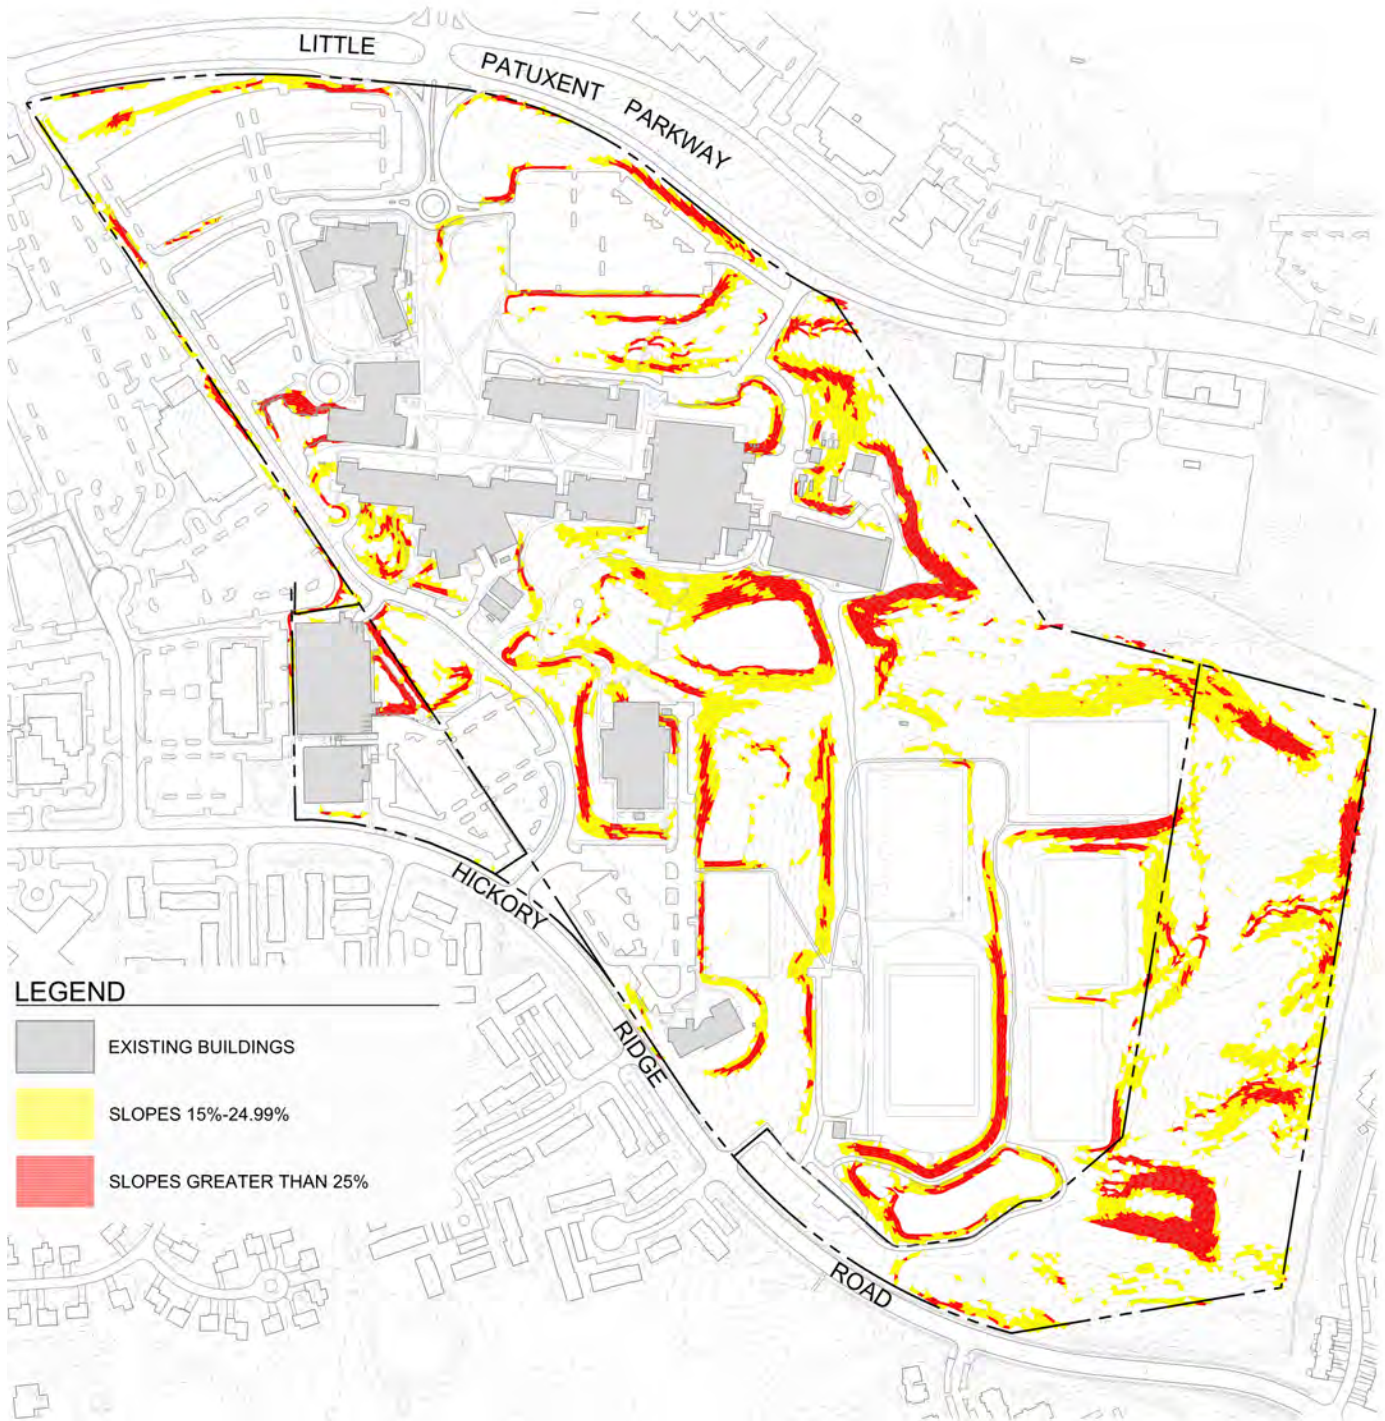 LITTLE
PATUXENT PARKWAY
HICKORY
RIDGE
ROAD
LEGEND
EXISTING BUILDINGS
SLOPES 15%-24.99%
SLOPES GREATER THAN 25%